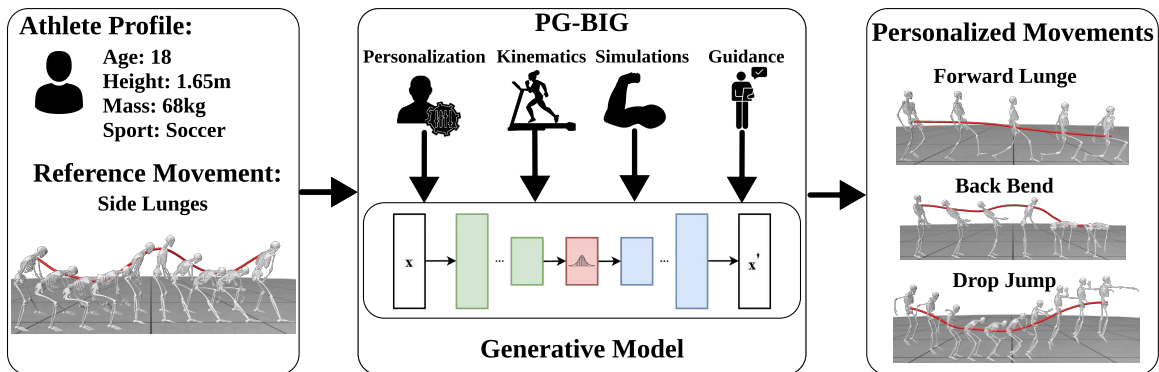 Athlete Profile:
Age: 18
Height: 1.65m
Mass: 68kg
Sport: Soccer
Reference Movement:
Side Lunges
PG-BIG
Personalization Kinematics Simulations Guidance
x ... ... x'
Generative Model
Personalized Movements
Forward Lunge
Back Bend
Drop Jump